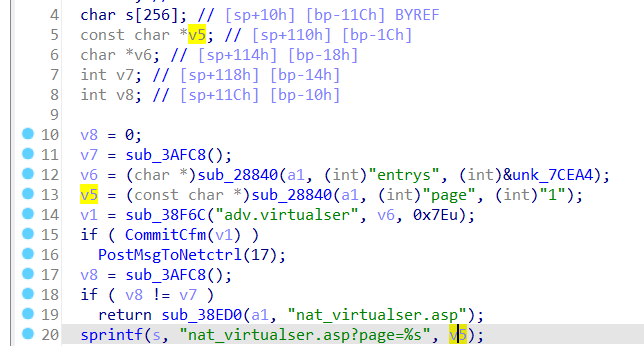 4 char s[256]; // [sp+10h] [bp-11Ch] BYREF
5 const char *v5; // [sp+110h] [bp-1Ch]
6 char *v6; // [sp+114h] [bp-18h]
7 int v7; // [sp+118h] [bp-14h]
8 int v8; // [sp+11Ch] [bp-10h]
9
10 v8 = 0;
11 v7 = sub_3AFC8();
12 v6 = (char *)sub_28840(a1, (int)"entrys", (int)&unk_7CEA4);
13 v5 = (const char *)sub_28840(a1, (int)"page", (int)"1");
14 v1 = sub_38F6C("adv.virtualser", v6, 0x7Eu);
15 if ( CommitCfm(v1) )
16 PostMsgToNetctrl(17);
17 v8 = sub_3AFC8();
18 if ( v8 != v7 )
19 return sub_38ED0(a1, "nat_virtualser.asp");
20 sprintf(s, "nat_virtualser.asp?page=%s", v5);